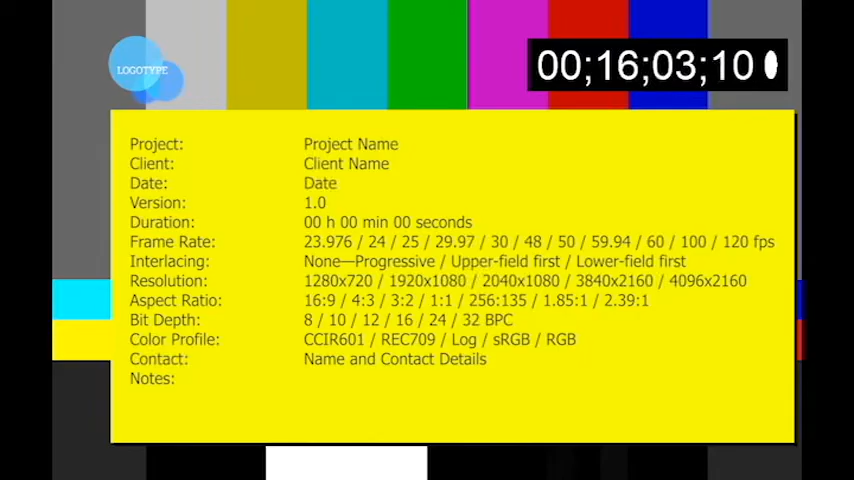 LOGOTYPE
00;16;03;10
Project: Project Name
Client: Client Name
Date: Date
Version: 1.0
Duration: 00 h 00 min 00 seconds
Frame Rate: 23.976 / 24 / 25 / 29.97 / 30 / 48 / 50 / 59.94 / 60 / 100 / 120 fps
Interlacing: None—Progressive / Upper-field first / Lower-field first
Resolution: 1280x720 / 1920x1080 / 2040x1080 / 3840x2160 / 4096x2160
Aspect Ratio: 16:9 / 4:3 / 3:2 / 1:1 / 256:135 / 1.85:1 / 2.39:1
Bit Depth: 8 / 10 / 12 / 16 / 24 / 32 BPC
Color Profile: CCIR601 / REC709 / Log / sRGB / RGB
Contact: Name and Contact Details
Notes: